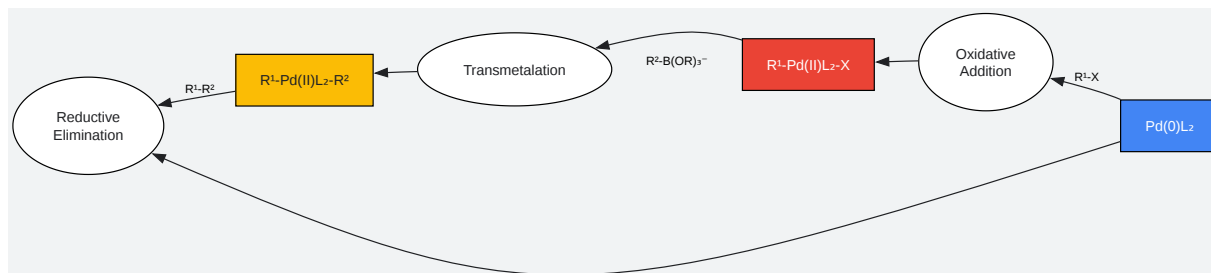 Reductive
Elimination
R¹-R²
R¹-Pd(II)L₂-R²
Transmetalation
R²-B(OR)₃⁻
R¹-Pd(II)L₂-X
Oxidative
Addition
R¹-X
Pd(0)L₂